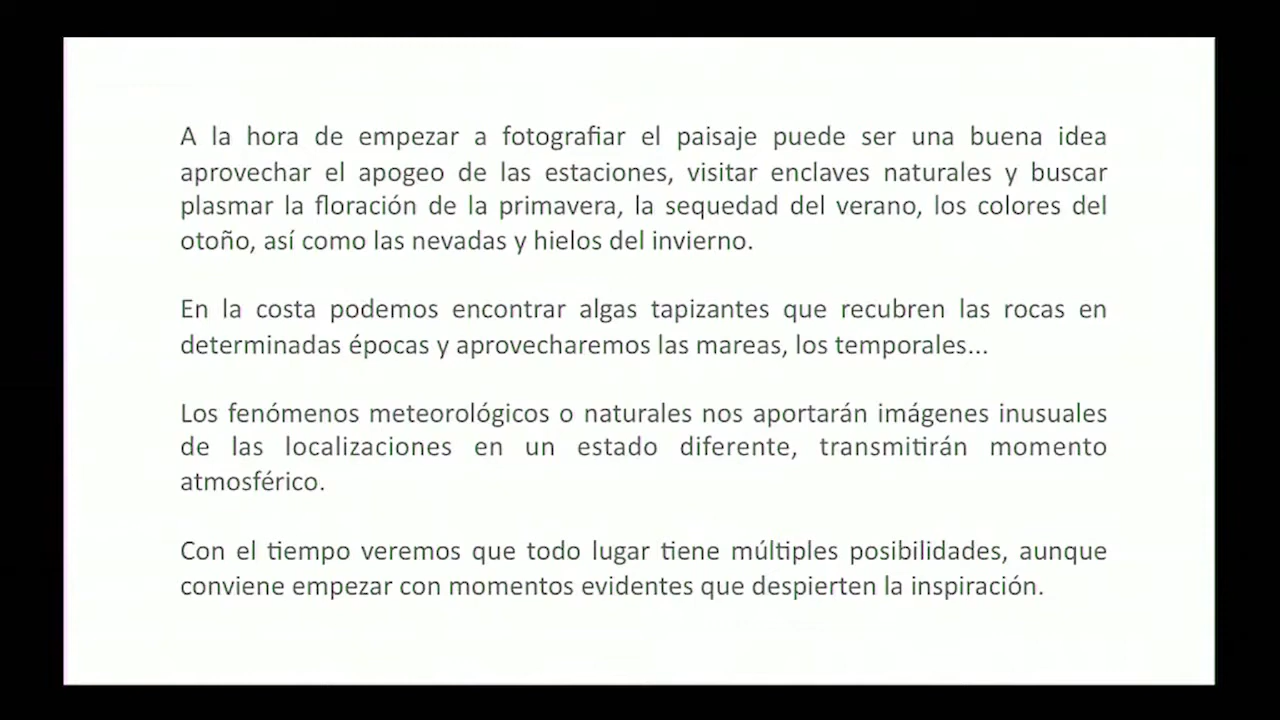 A la hora de empezar a fotografiar el paisaje puede ser una buena idea
aprovechar el apogeo de las estaciones, visitar enclaves naturales y buscar
plasmar la floración de la primavera, la sequedad del verano, los colores del
otoño, así como las nevadas y hielos del invierno.
En la costa podemos encontrar algas tapizantes que recubren las rocas en
determinadas épocas y aprovecharemos las mareas, los temporales...
Los fenómenos meteorológicos o naturales nos aportarán imágenes inusuales
de las localizaciones en un estado diferente, transmitirán momento
atmosférico.
Con el tiempo veremos que todo lugar tiene múltiples posibilidades, aunque
conviene empezar con momentos evidentes que despierten la inspiración.